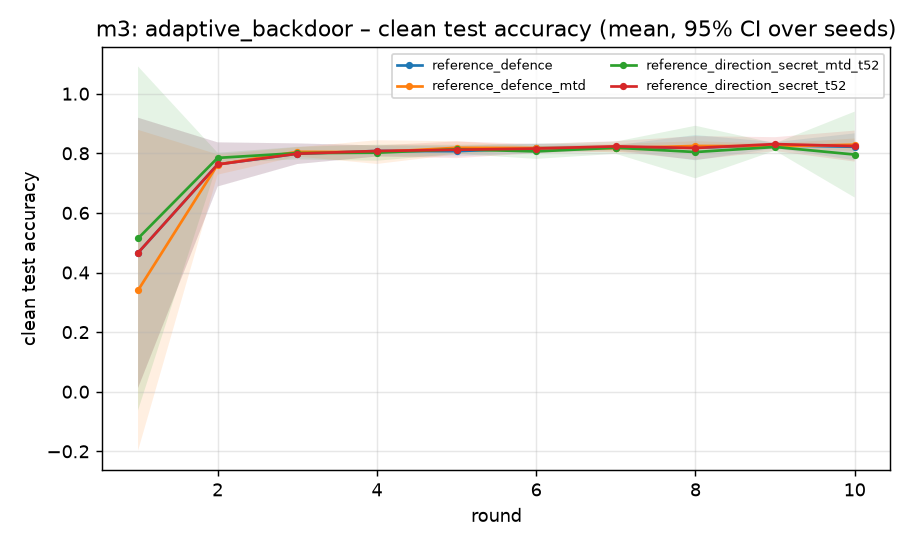 m3: adaptive_backdoor – clean test accuracy (mean, 95% CI over seeds)
reference_defence
reference_defence_mtd
reference_direction_secret_mtd_t52
reference_direction_secret_t52
clean test accuracy
1.0
0.8
0.6
0.4
0.2
0.0
−0.2
2 4 6 8 10
round